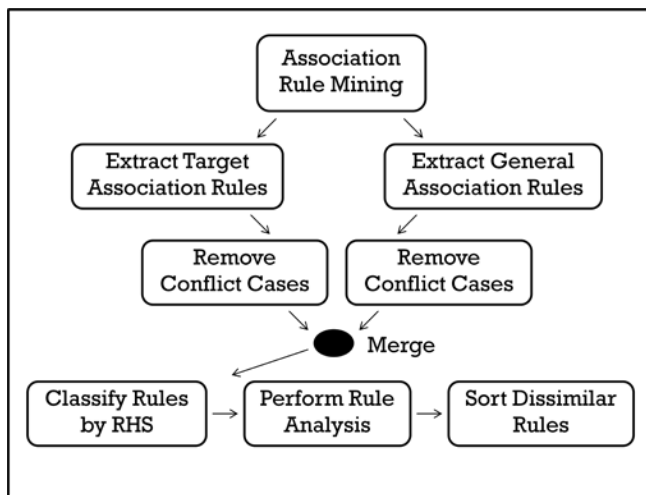 Association
Rule Mining
Extract Target
Association Rules
Extract General
Association Rules
Remove
Conflict Cases
Remove
Conflict Cases
Merge
Classify Rules
by RHS
Perform Rule
Analysis
Sort Dissimilar
Rules